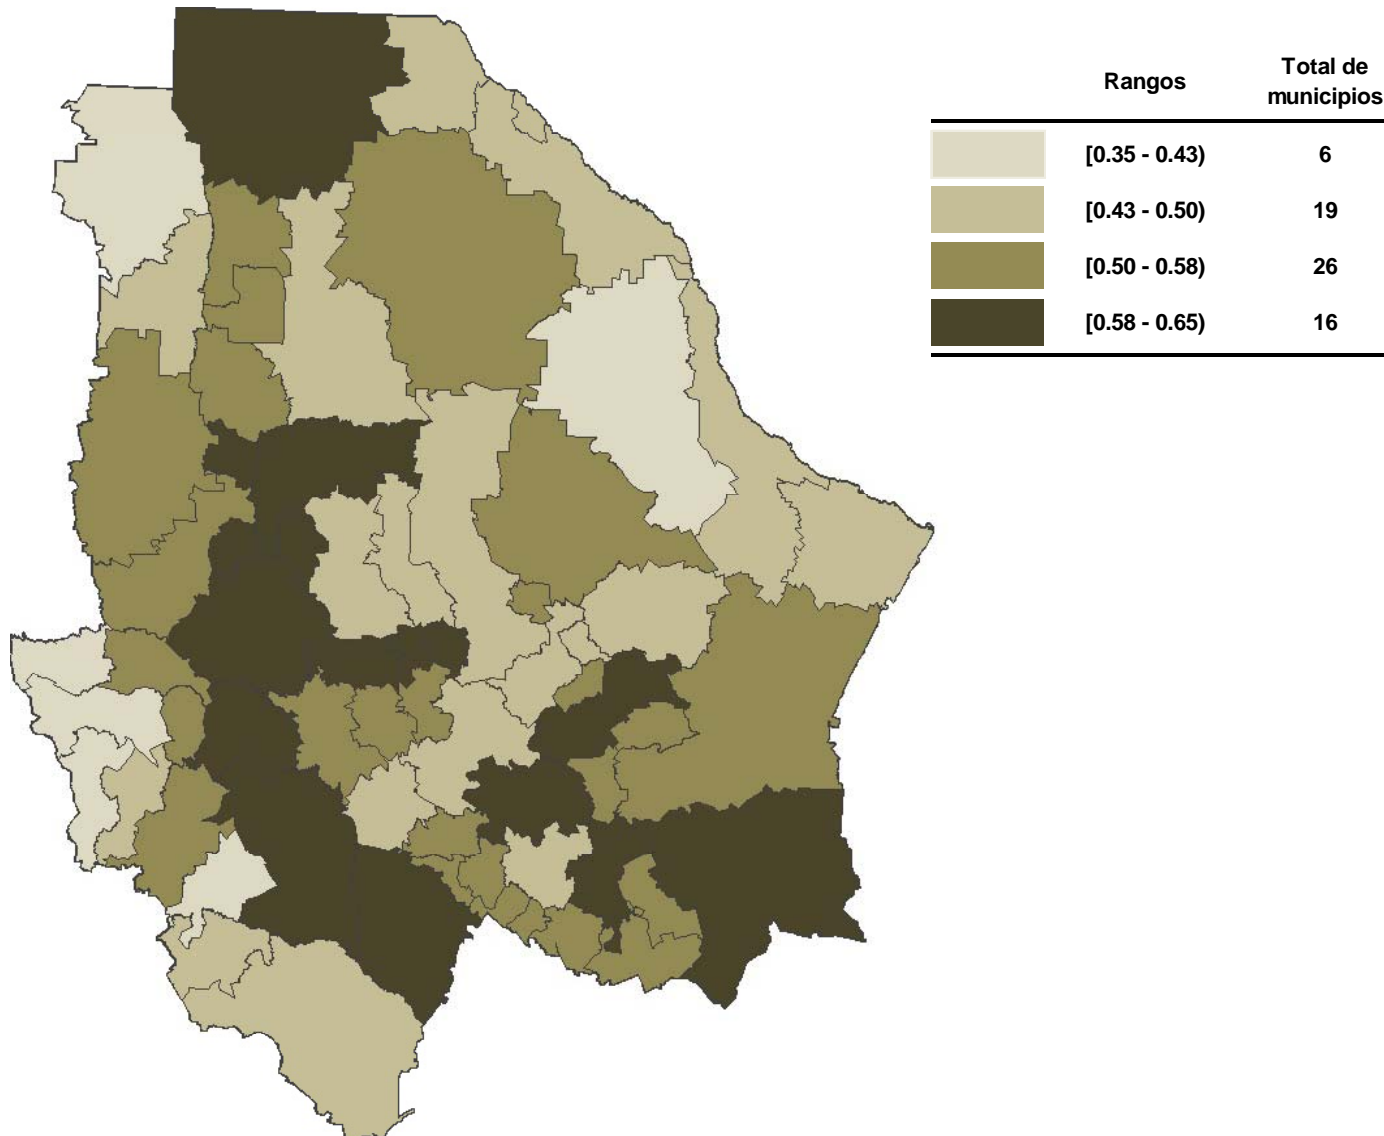 Rangos
Total de
municipios
[0.35 - 0.43) 6
[0.43 - 0.50) 19
[0.50 - 0.58) 26
[0.58 - 0.65) 16